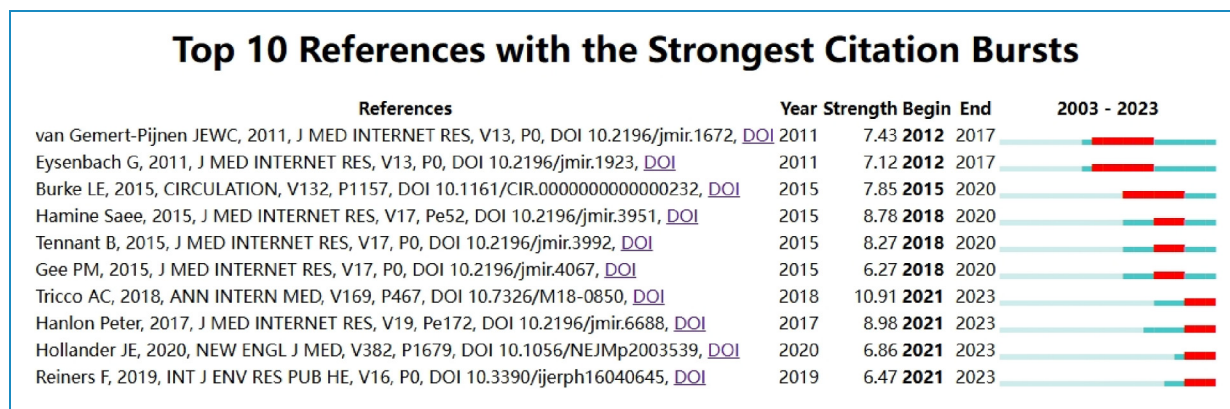 Top 10 References with the Strongest Citation Bursts
References Year Strength Begin End 2003 - 2023
van Gemert-Pijnen JEWC, 2011, J MED INTERNET RES, V13, P0, DOI 10.2196/jmir.1672, DOI 2011 7.43 2012 2017
Eysenbach G, 2011, J MED INTERNET RES, V13, P0, DOI 10.2196/jmir.1923, DOI 2011 7.12 2012 2017
Burke LE, 2015, CIRCULATION, V132, P1157, DOI 10.1161/CIR.0000000000000232, DOI 2015 7.85 2015 2020
Hamine Saee, 2015, J MED INTERNET RES, V17, Pe52, DOI 10.2196/jmir.3951, DOI 2015 8.78 2018 2020
Tennant B, 2015, J MED INTERNET RES, V17, P0, DOI 10.2196/jmir.3992, DOI 2015 8.27 2018 2020
Gee PM, 2015, J MED INTERNET RES, V17, P0, DOI 10.2196/jmir.4067, DOI 2015 6.27 2018 2020
Tricco AC, 2018, ANN INTERN MED, V169, P467, DOI 10.7326/M18-0850, DOI 2018 10.91 2021 2023
Hanlon Peter, 2017, J MED INTERNET RES, V19, Pe172, DOI 10.2196/jmir.6688, DOI 2017 8.98 2021 2023
Hollander JE, 2020, NEW ENGL J MED, V382, P1679, DOI 10.1056/NEJMp2003539, DOI 2020 6.86 2021 2023
Reiners F, 2019, INT J ENV RES PUB HE, V16, P0, DOI 10.3390/ijerph16040645, DOI 2019 6.47 2021 2023